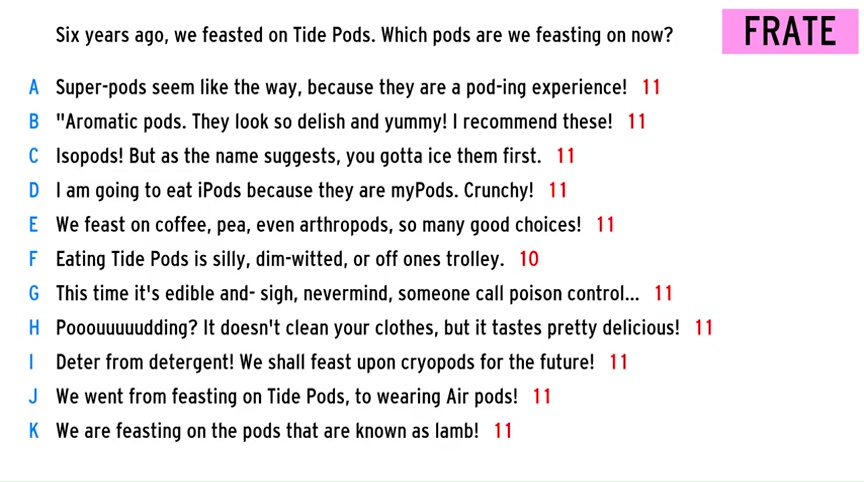 Six years ago, we feasted on Tide Pods. Which pods are we feasting on now?
FRATE
A Super-pods seem like the way, because they are a pod-ing experience! 11
B "Aromatic pods. They look so delish and yummy! I recommend these! 11
C Isopods! But as the name suggests, you gotta ice them first. 11
D I am going to eat iPods because they are myPods. Crunchy! 11
E We feast on coffee, pea, even arthropods, so many good choices! 11
F Eating Tide Pods is silly, dim-witted, or off ones trolley. 10
G This time it's edible and- sigh, nevermind, someone call poison control... 11
H Pooouuuuudding? It doesn't clean your clothes, but it tastes pretty delicious! 11
I Deter from detergent! We shall feast upon cryopods for the future! 11
J We went from feasting on Tide Pods, to wearing Air pods! 11
K We are feasting on the pods that are known as lamb! 11